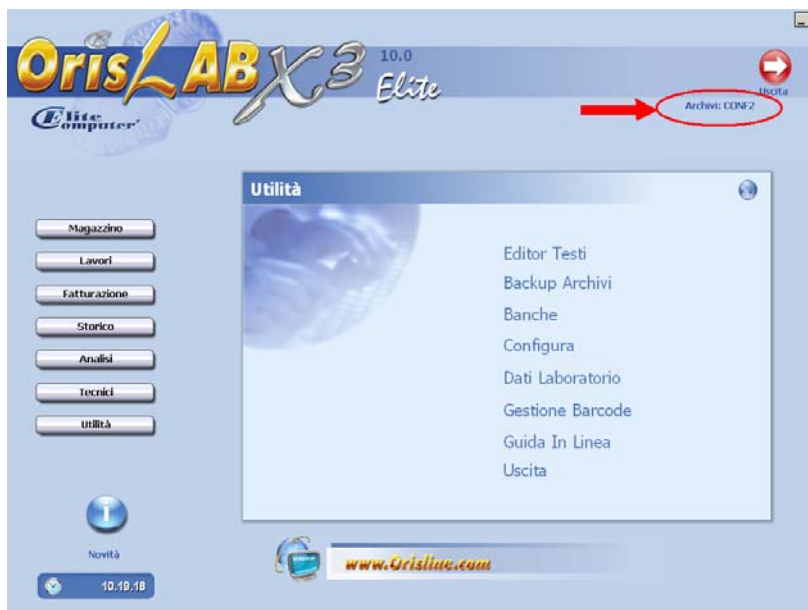 OrisLAB X3
10.0
Elite
Uscita
Archivi: CONF2
Elite
Computer
Utilità
Magazzino
Lavori
Fatturazione
Storico
Analisi
Tecnici
Utilità
Editor Testi
Backup Archivi
Banche
Configura
Dati Laboratorio
Gestione Barcode
Guida In Linea
Uscita
Novità
10.19.18
www.Orisline.com